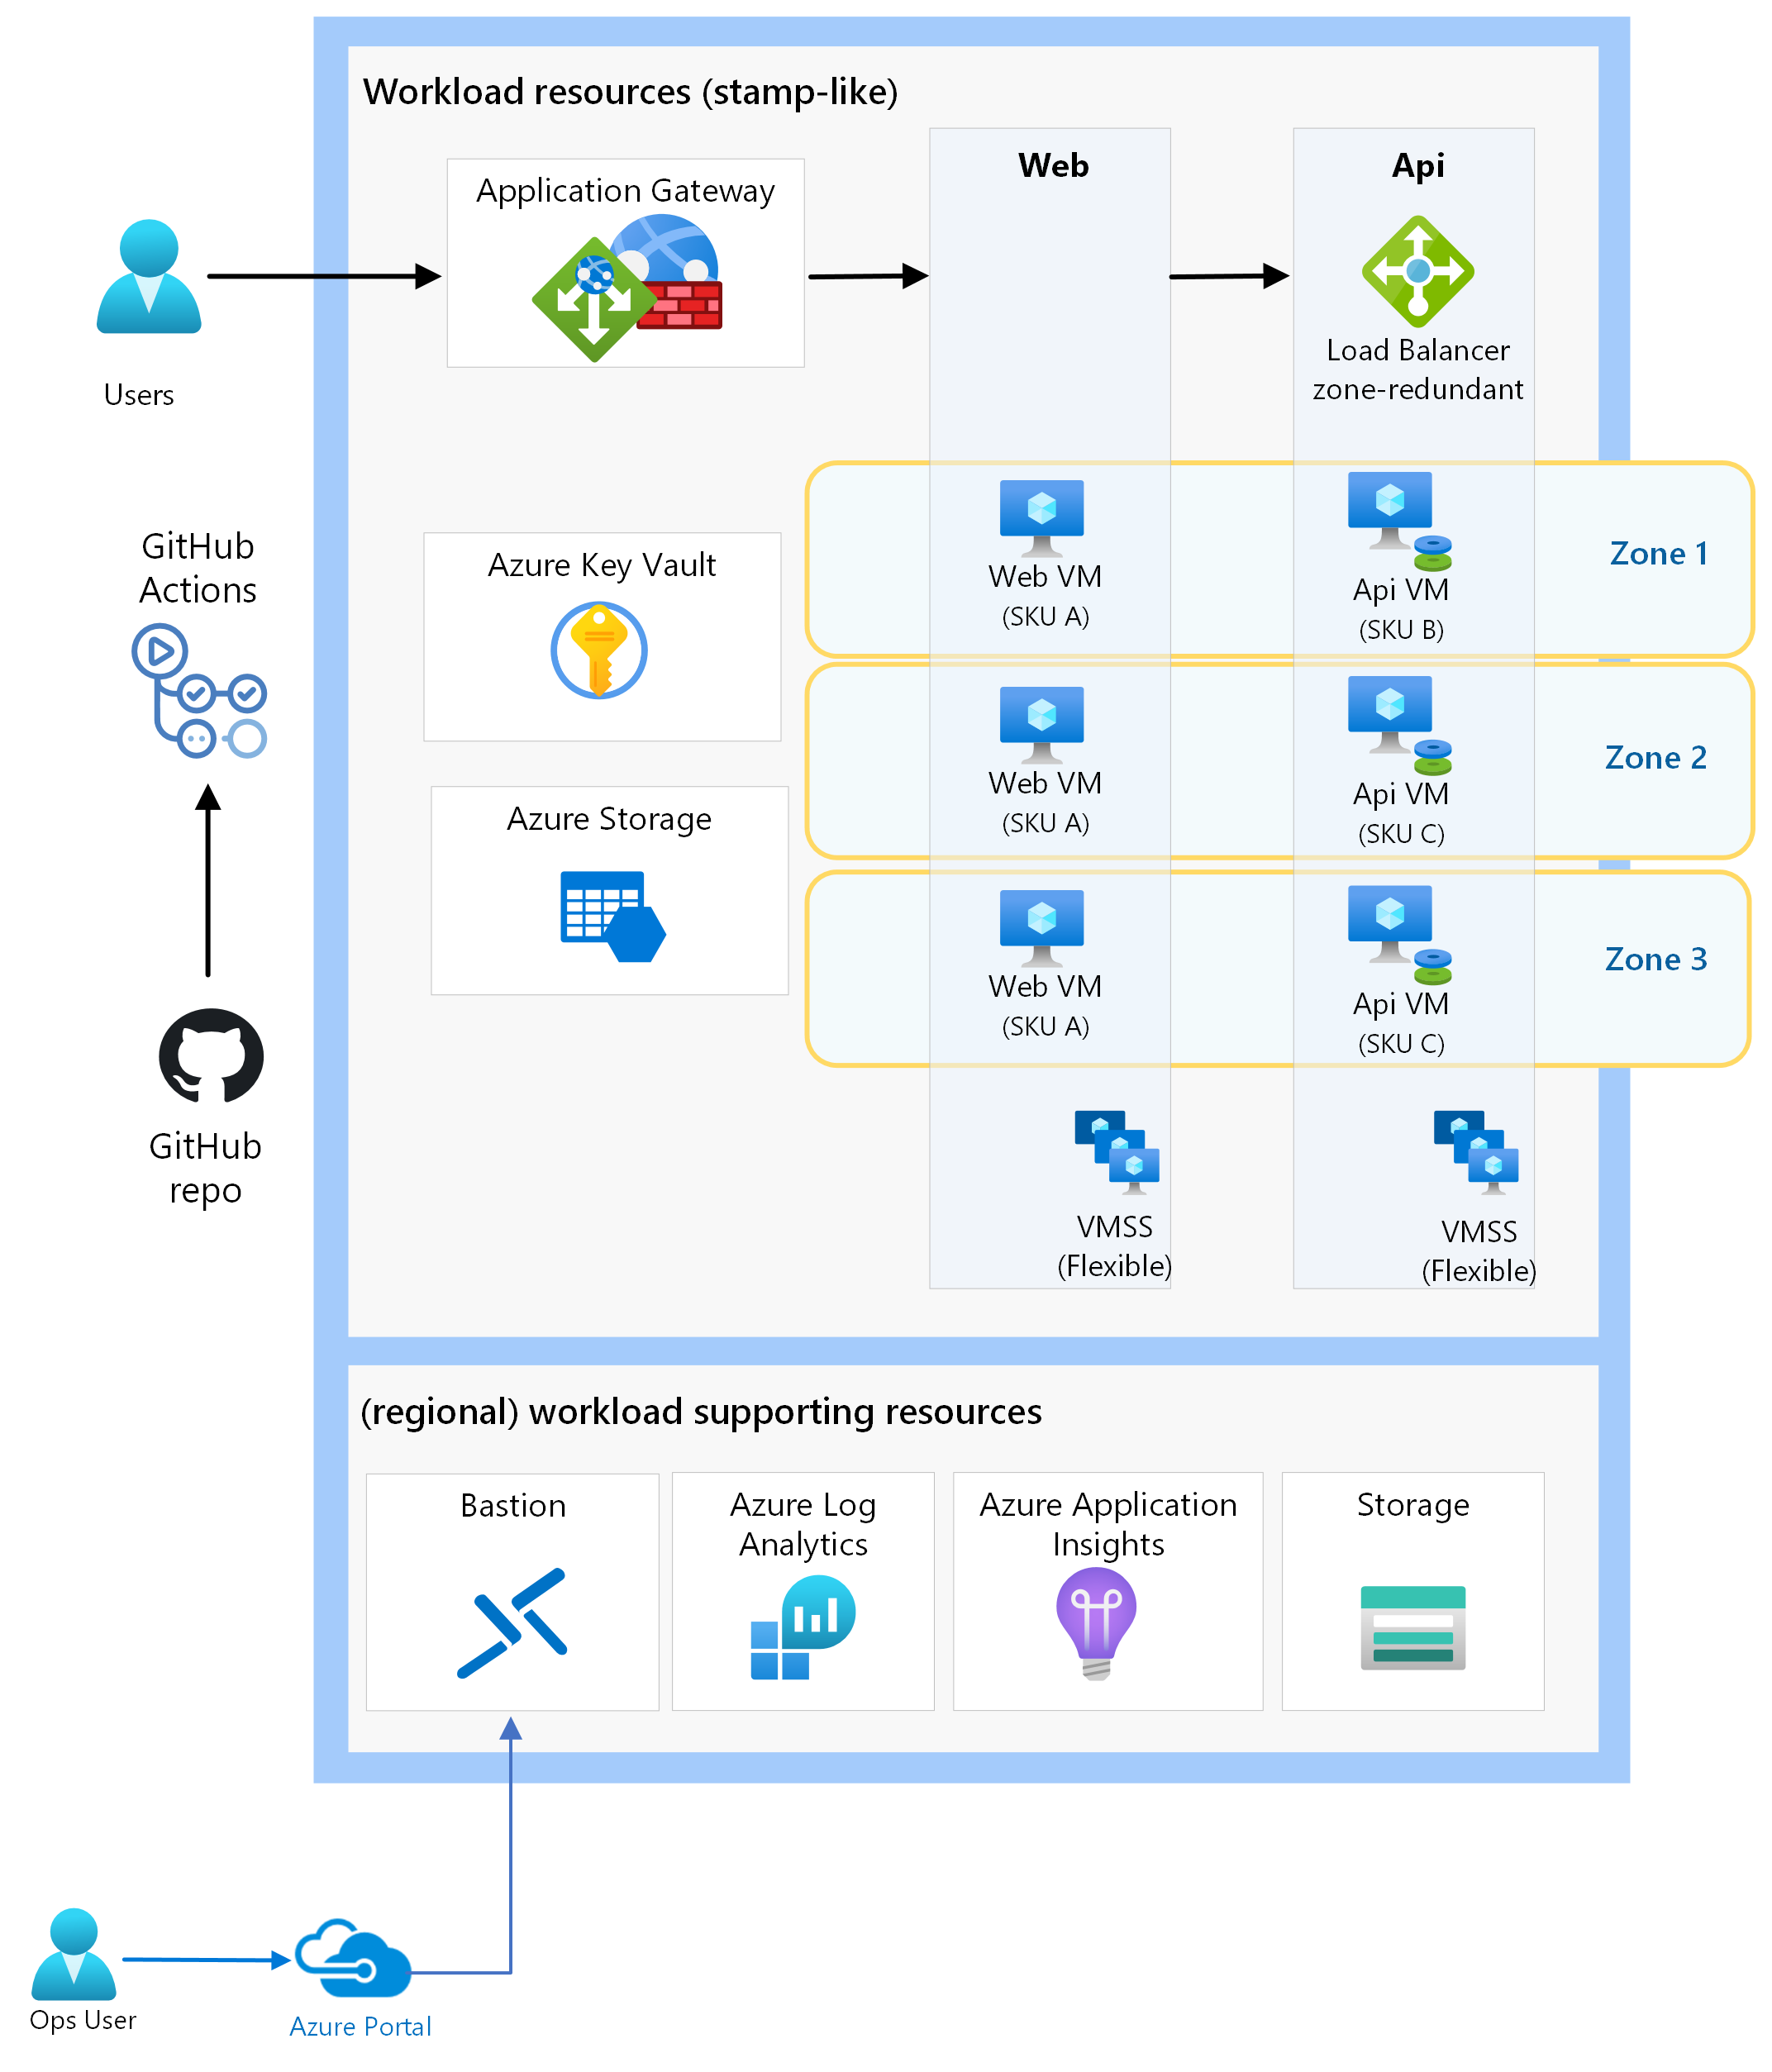 Workload resources (stamp-like)
Application Gateway
Web
Api
Load Balancer
zone-redundant
Users
GitHub
Actions
Azure Key Vault
Web VM
(SKU A)
Api VM
(SKU B)
Zone 1
Azure Storage
Web VM
(SKU A)
Api VM
(SKU C)
Zone 2
Web VM
(SKU A)
Api VM
(SKU C)
Zone 3
GitHub
repo
VMSS
(Flexible)
VMSS
(Flexible)
(regional) workload supporting resources
Bastion
Azure Log
Analytics
Azure Application
Insights
Storage
Ops User
Azure Portal